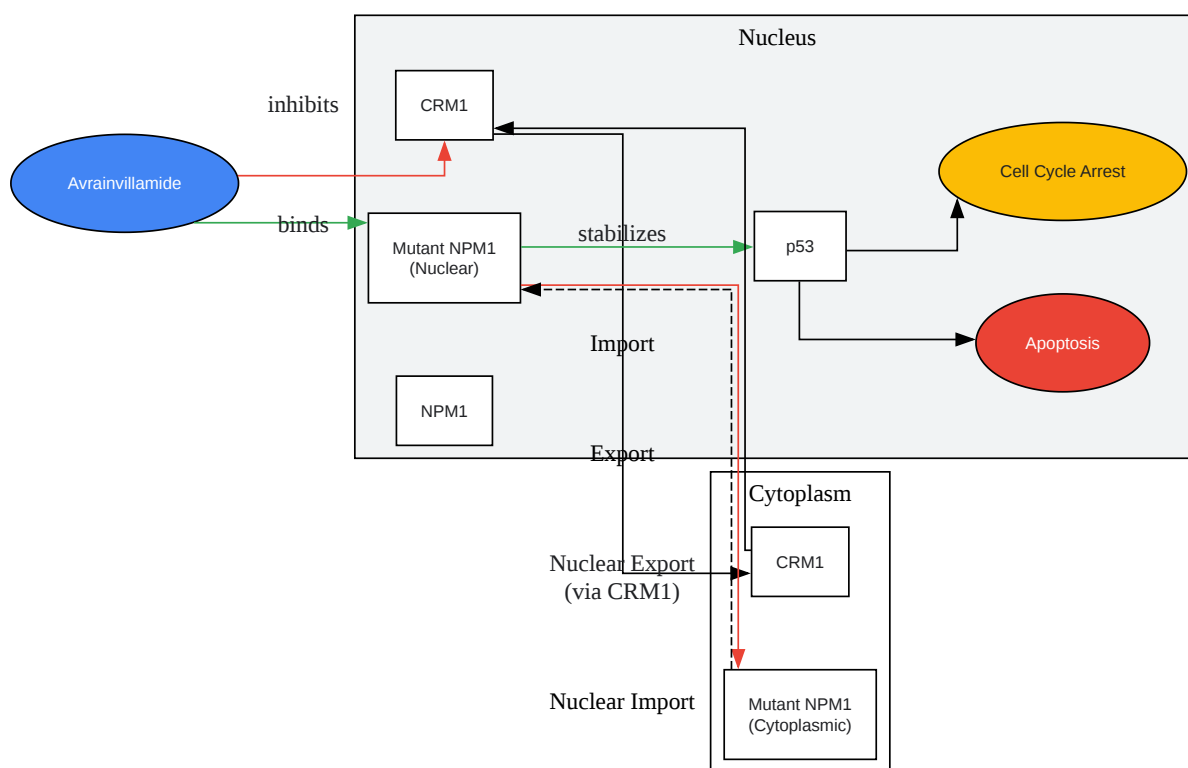 Nucleus
inhibits
CRM1
Avrainvillamide
Cell Cycle Arrest
binds
Mutant NPM1
(Nuclear)
stabilizes
p53
Import
Apoptosis
NPM1
Export
Cytoplasm
Nuclear Export
(via CRM1)
CRM1
Nuclear Import
Mutant NPM1
(Cytoplasmic)